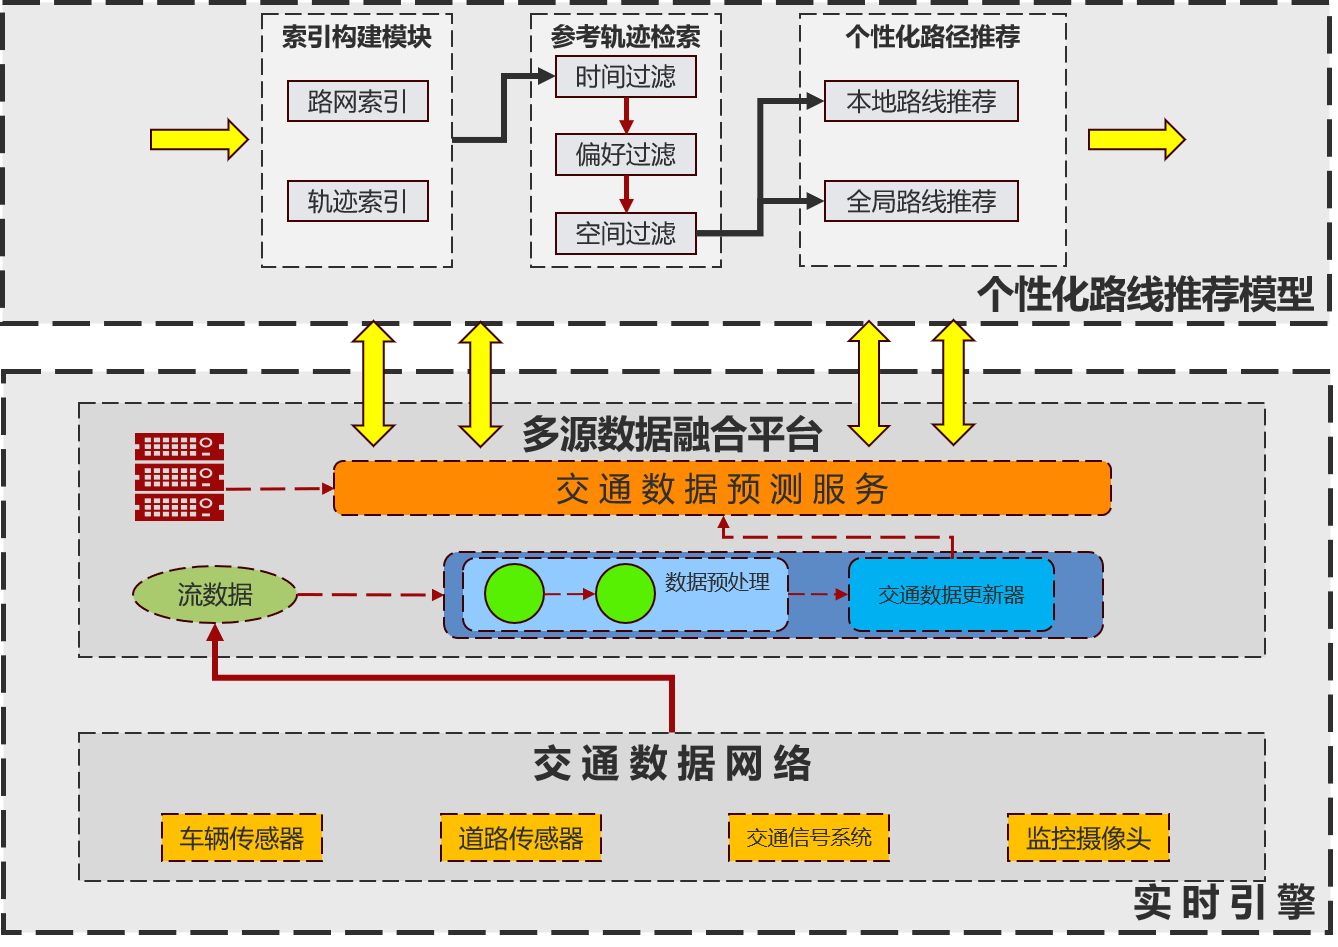 索引构建模块
路网索引
轨迹索引
参考轨迹检索
时间过滤
偏好过滤
空间过滤
个性化路径推荐
本地路线推荐
全局路线推荐
个性化路线推荐模型
多源数据融合平台
交通数据预测服务
流数据
数据预处理
交通数据更新器
交通数据网络
车辆传感器
道路传感器
交通信号系统
监控摄像头
实时引擎